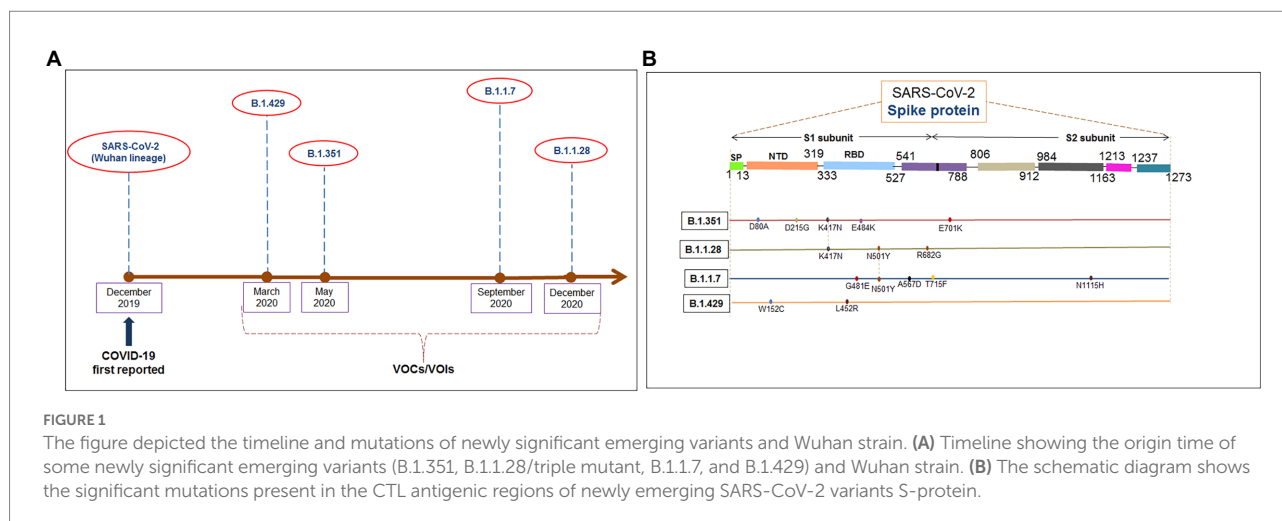 A
B.1.429
B.1.1.7
SARS-CoV-2
(Wuhan lineage)
B.1.351
B.1.1.28
December
2019
March
2020
May
2020
September
2020
December
2020
COVID-19
first reported
VOCs/VOIs
B
SARS-CoV-2
Spike protein
S1 subunit
S2 subunit
SP
NTD
319
RBD
541
806
984
1213
1237
1
13
333
527
788
912
1163
1273
B.1.351
D80A
D215G
K417N
E484K
E701K
B.1.1.28
K417N
N501Y
R682G
B.1.1.7
G481E
N501Y
A567D
T715F
N1115H
B.1.429
W152C
L452R
FIGURE 1
The figure depicted the timeline and mutations of newly significant emerging variants and Wuhan strain. (A) Timeline showing the origin time of
some newly significant emerging variants (B.1.351, B.1.1.28/triple mutant, B.1.1.7, and B.1.429) and Wuhan strain. (B) The schematic diagram shows
the significant mutations present in the CTL antigenic regions of newly emerging SARS-CoV-2 variants S-protein.